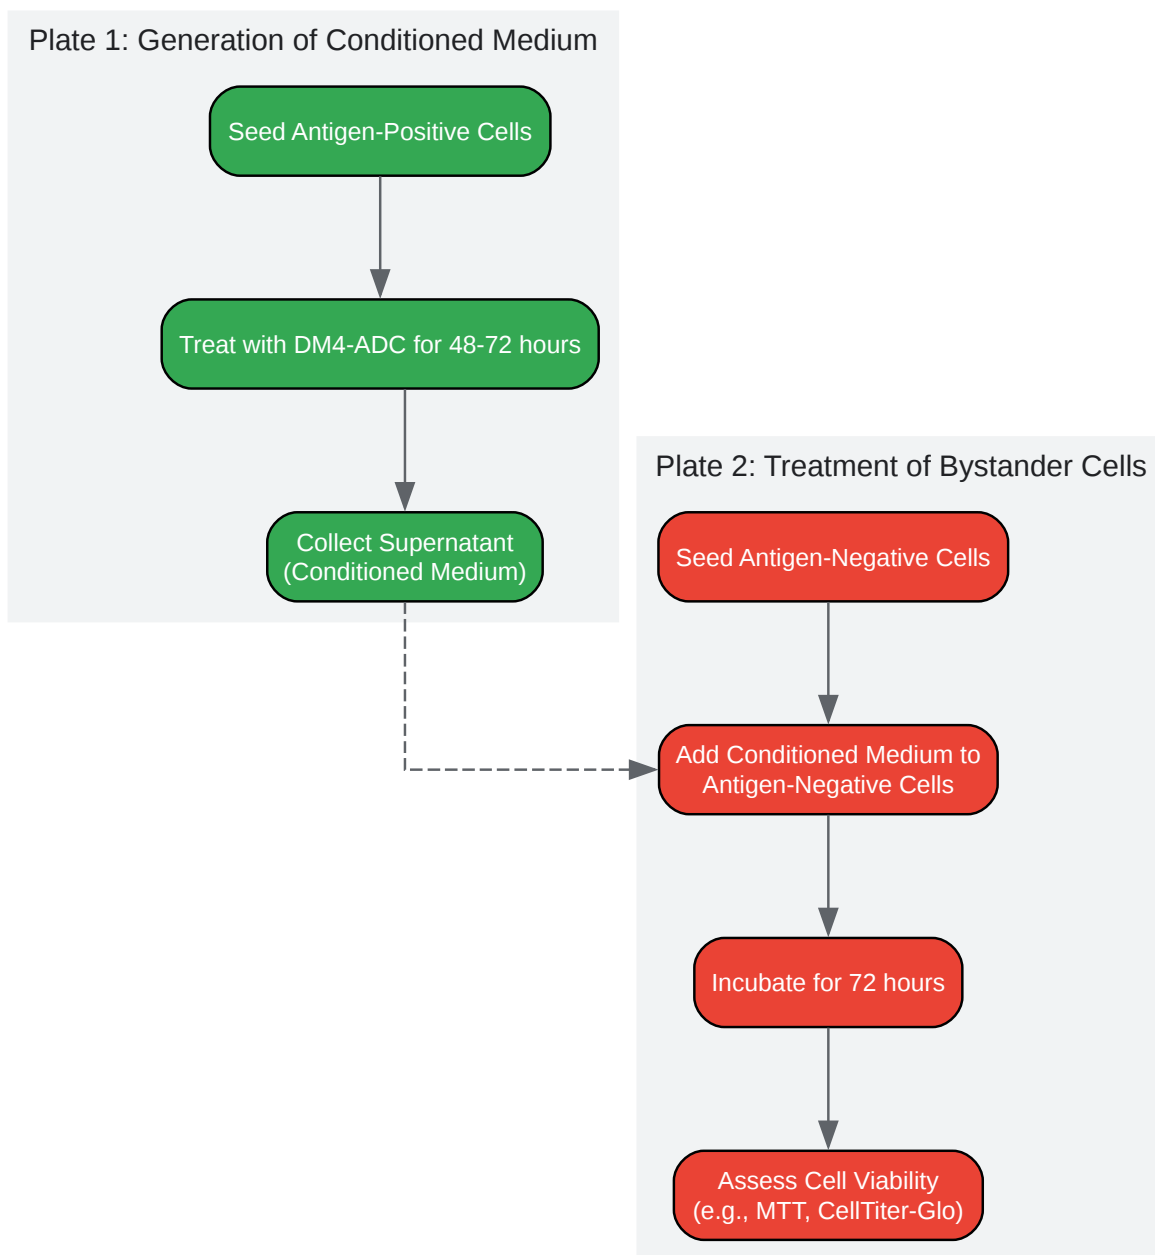 Plate 1: Generation of Conditioned Medium
Seed Antigen-Positive Cells
Treat with DM4-ADC for 48-72 hours
Collect Supernatant
(Conditioned Medium)
Plate 2: Treatment of Bystander Cells
Seed Antigen-Negative Cells
Add Conditioned Medium to
Antigen-Negative Cells
Incubate for 72 hours
Assess Cell Viability
(e.g., MTT, CellTiter-Glo)